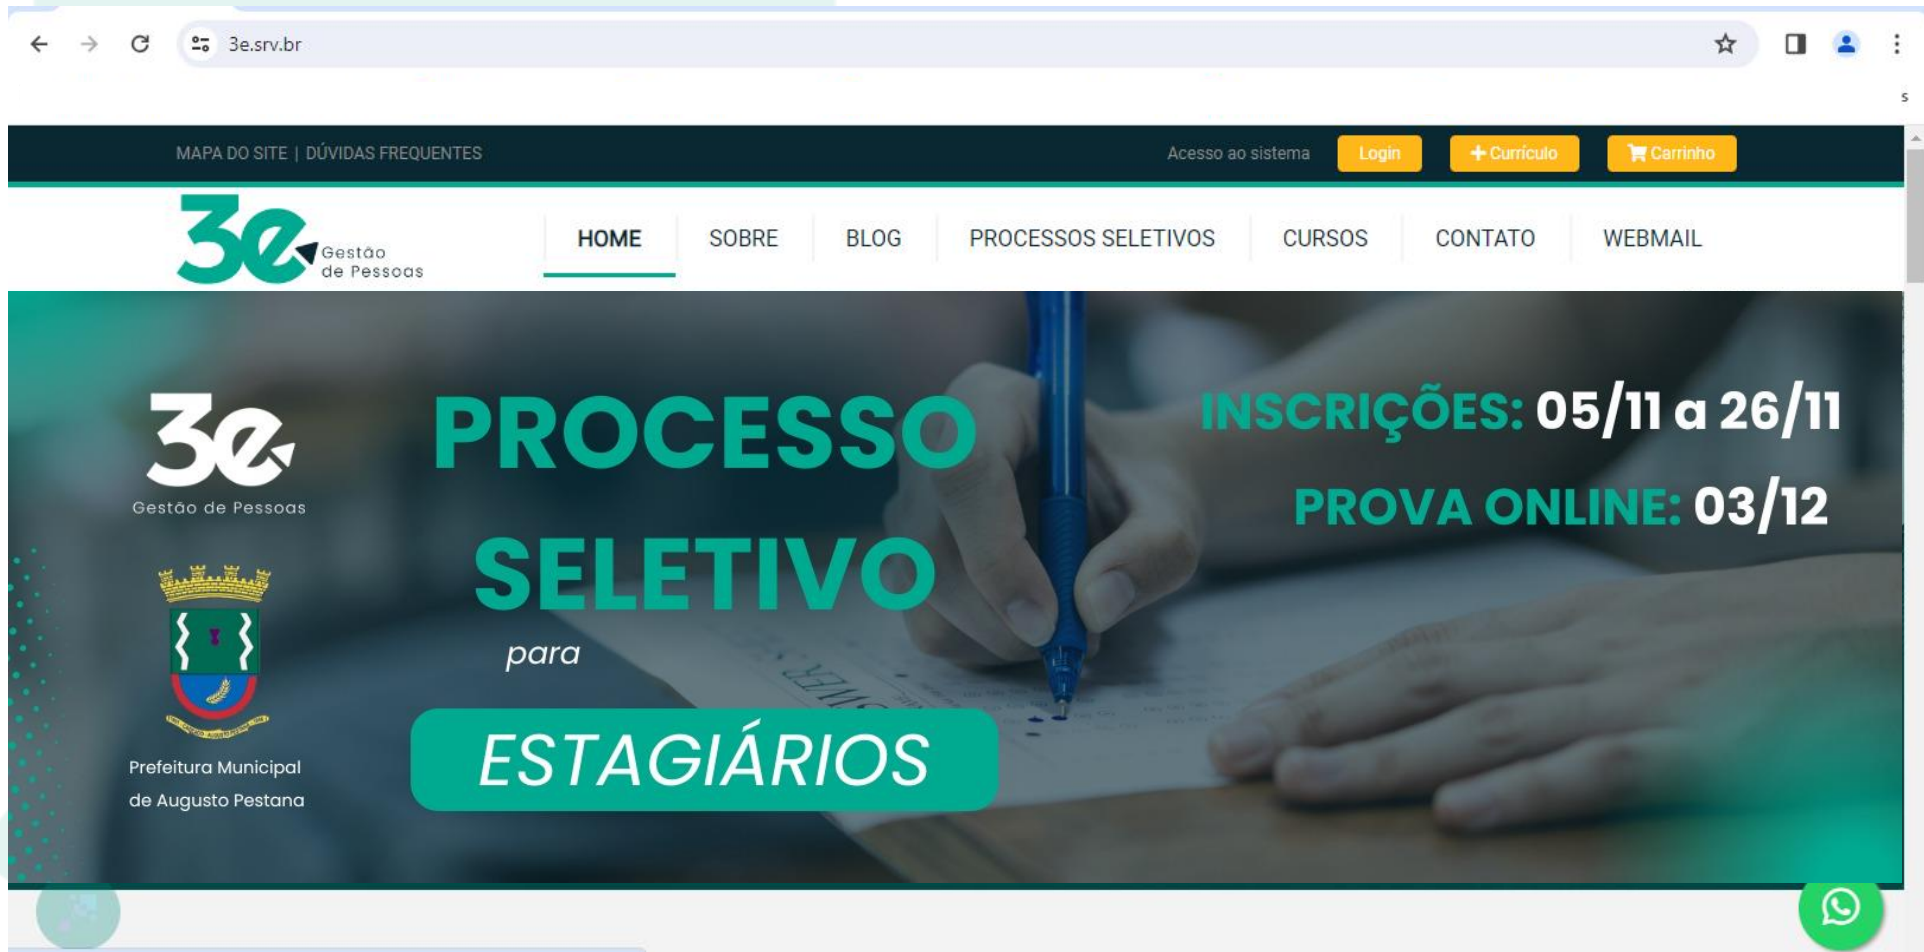 3e.srv.br
s
MAPA DO SITE | DÚVIDAS FREQUENTES
Acesso ao sistema
Login
+ Currículo
Carrinho
3e Gestão
de Pessoas
HOME
SOBRE
BLOG
PROCESSOS SELETIVOS
CURSOS
CONTATO
WEBMAIL
3e
Gestão de Pessoas
Prefeitura Municipal
de Augusto Pestana
PROCESSO
SELETIVO
para
ESTAGIÁRIOS
INSCRIÇÕES: 05/11 a 26/11
PROVA ONLINE: 03/12